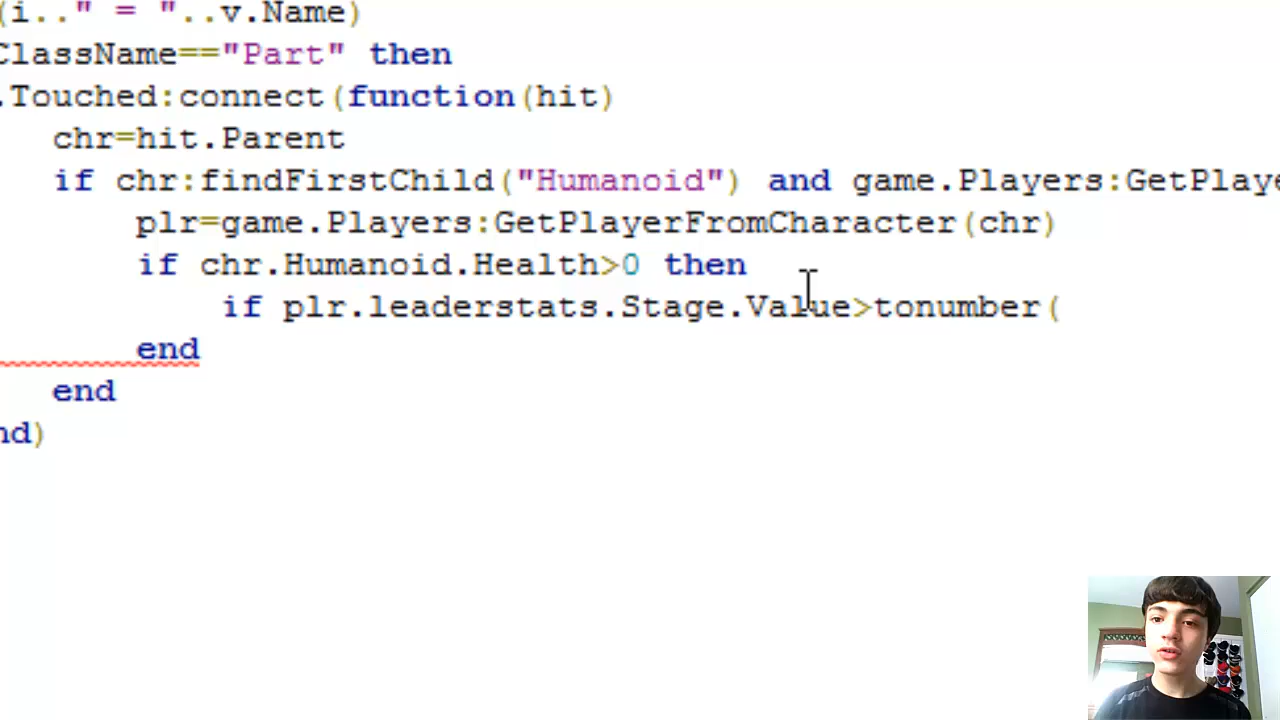 (i.." = "..v.Name)
ClassName=="Part" then
.Touched:connect(function(hit)
chr=hit.Parent
if chr:findFirstChild("Humanoid") and game.Players:GetPlaye
plr=game.Players:GetPlayerFromCharacter(chr)
if chr.Humanoid.Health>0 then
if plr.leaderstats.Stage.Value>tonumber(
end
end
nd)